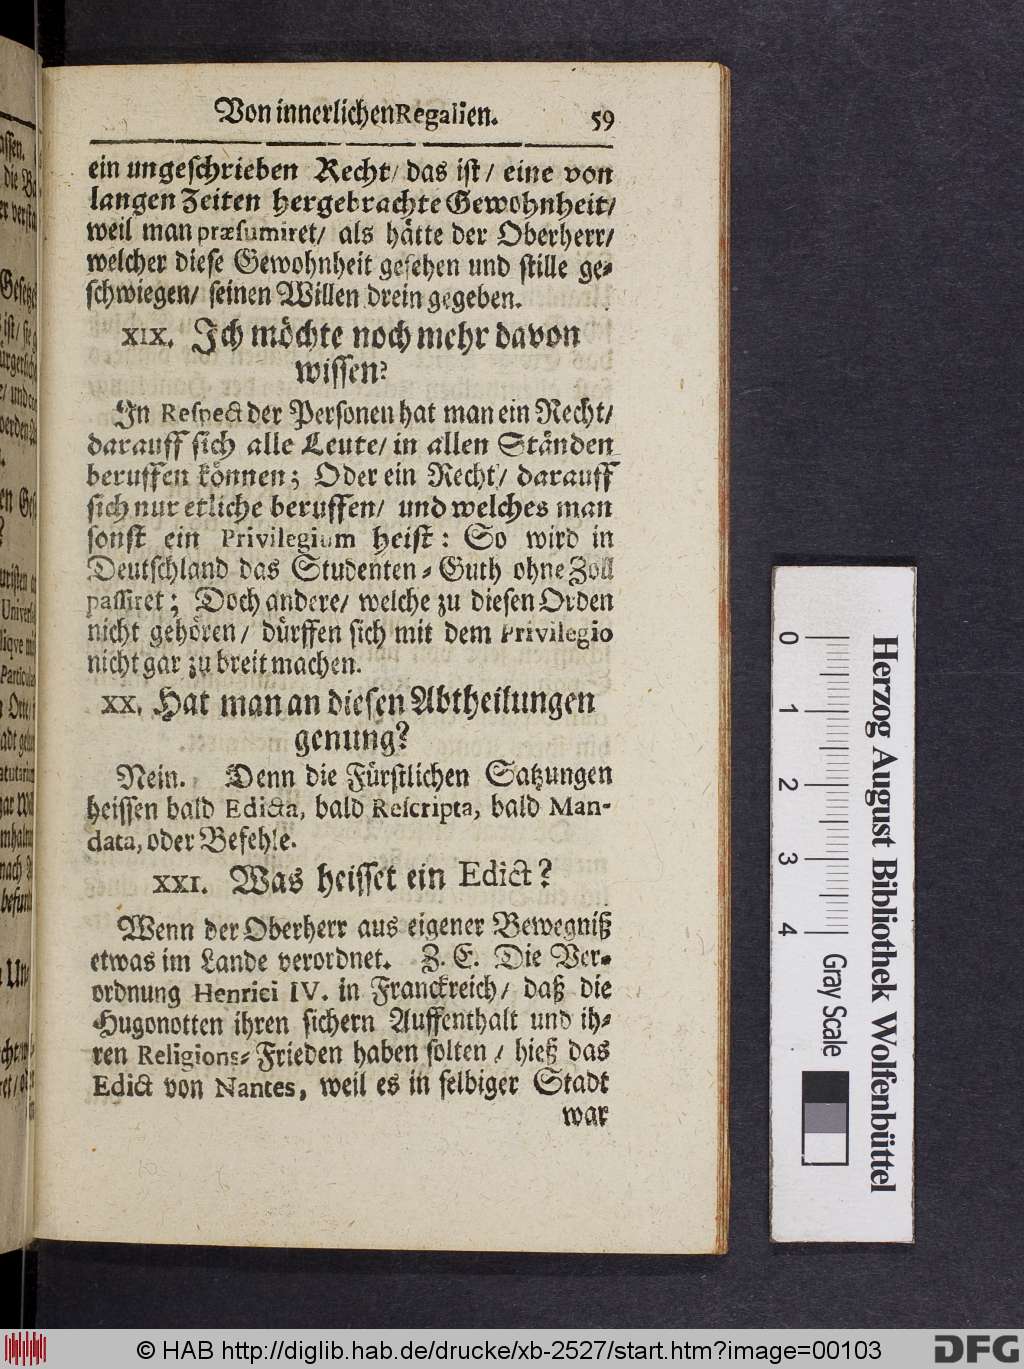 Von innerlichen Regalien. 59
ein ungeschrieben Recht/ das ist/ eine von
langen Zeiten hergebrachte Gewohnheit/
weil man præsumiret/ als hätte der Oberherr/
welcher diese Gewohnheit gesehen und stille ge-
schwiegen/ seinen Willen drein gegeben.
XIX. Ich möchte noch mehr davon
wissen?
In Respect der Personen hat man ein Recht/
darauff sich alle Leute/ in allen Ständen
beruffen können; Oder ein Recht/ darauff
sich nur etliche beruffen/ und welches man
sonst ein Privilegium heist: So wird in
Deutschland das Studenten-Guth ohne Zoll
passiret; Doch andere/ welche zu diesen Orden
nicht gehören/ dürffen sich mit dem Privilegio
nicht gar zu breit machen.
XX. Hat man an diesen Abtheilungen
genung?
Nein. Denn die Fürstlichen Satzungen
heissen bald Edicta, bald Rescripta, bald Man-
data, oder Befehle.
XXI. Was heisset ein Edict?
Wenn der Oberherr aus eigener Bewegniß
etwas im Lande verordnet. Z. E. Die Ver-
ordnung Henrici IV. in Franckreich/ daß die
Hugonotten ihren sichern Auffenthalt und ih-
ren Religions-Frieden haben solten/ hieß das
Edict von Nantes, weil es in selbiger Stadt
war
0 1 2 3 4
Gray Scale
Herzog August Bibliothek Wolfenbüttel
© HAB http://diglib.hab.de/drucke/xb-2527/start.htm?image=00103
DFG